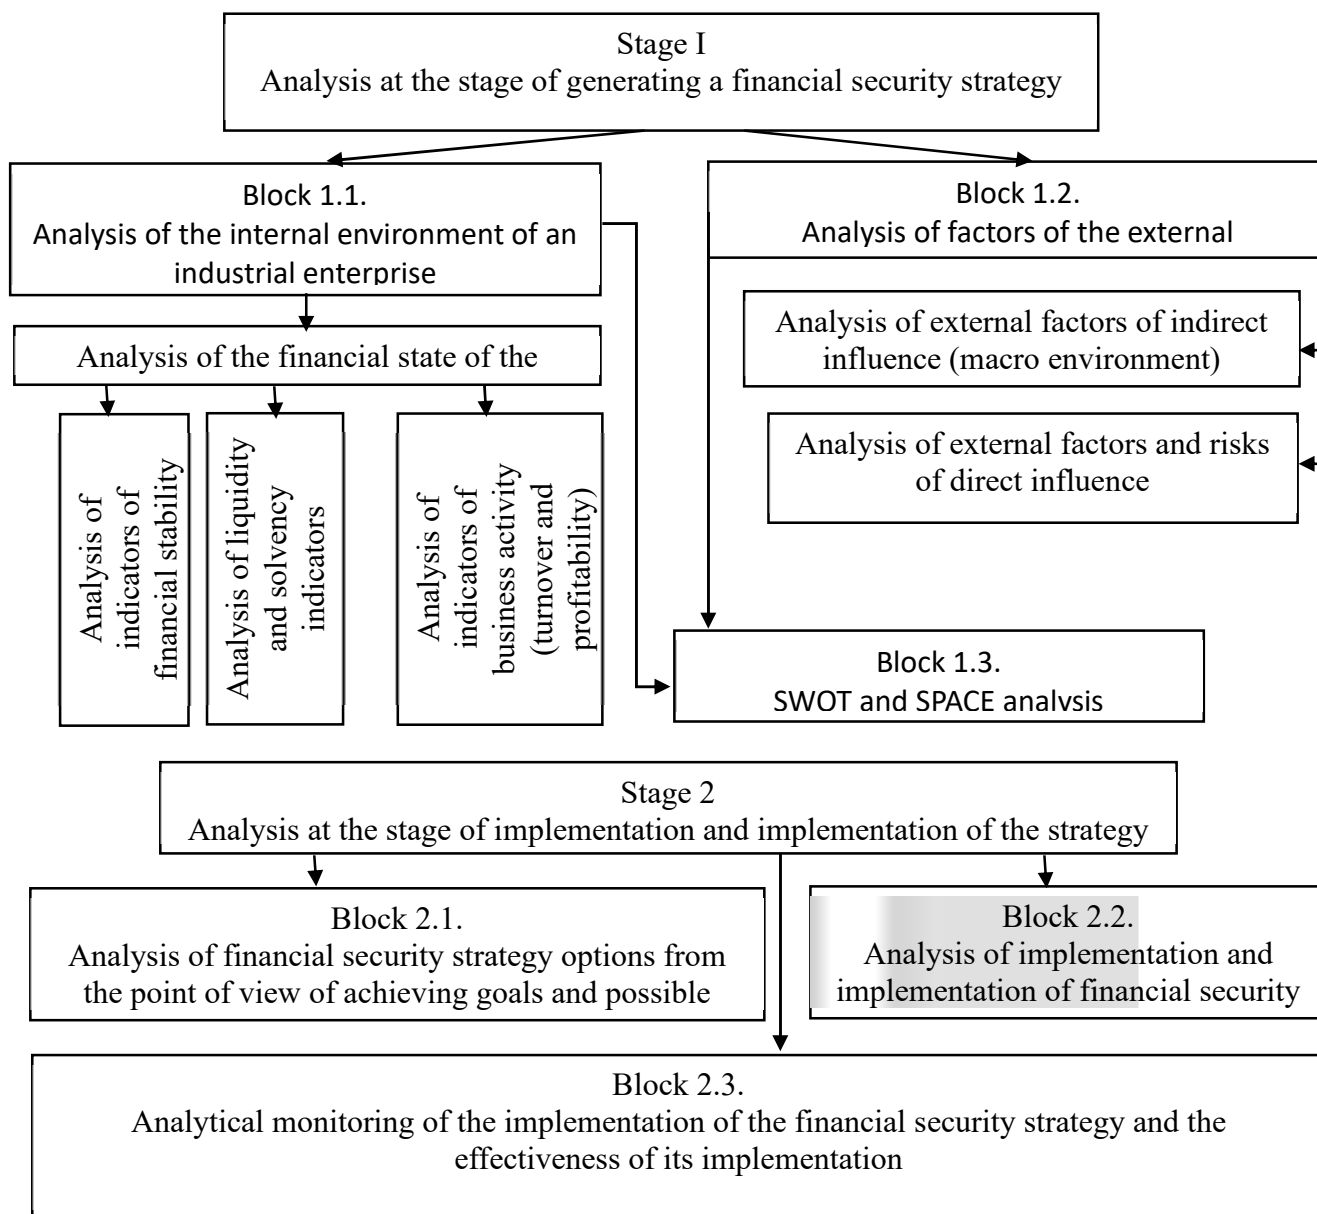 Stage I
Analysis at the stage of generating a financial security strategy
Block 1.1.
Analysis of the internal environment of an
industrial enterprise
Block 1.2.
Analysis of factors of the external
Analysis of the financial state of the
Analysis of external factors of indirect
influence (macro environment)
Analysis of external factors and risks
of direct influence
Analysis of
indicators of
financial stability
Analysis of liquidity
and solvency
indicators
Analysis of
indicators of
business activity
(turnover and
profitability)
Block 1.3.
SWOT and SPACE analysis
Stage 2
Analysis at the stage of implementation and implementation of the strategy
Block 2.1.
Analysis of financial security strategy options from
the point of view of achieving goals and possible
Block 2.2.
Analysis of implementation and
implementation of financial security
Block 2.3.
Analytical monitoring of the implementation of the financial security strategy and the
effectiveness of its implementation